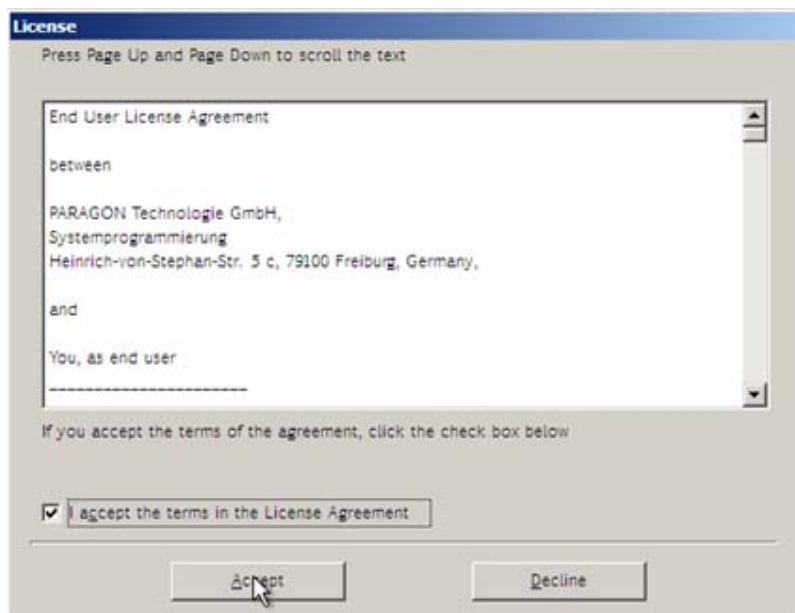 License
Press Page Up and Page Down to scroll the text
End User License Agreement
between
PARAGON Technologie GmbH,
Systemprogrammierung
Heinrich-von-Stephan-Str. 5 c, 79100 Freiburg, Germany,
and
You, as end user
------------------------
If you accept the terms of the agreement, click the check box below
I accept the terms in the License Agreement
Accept
Decline